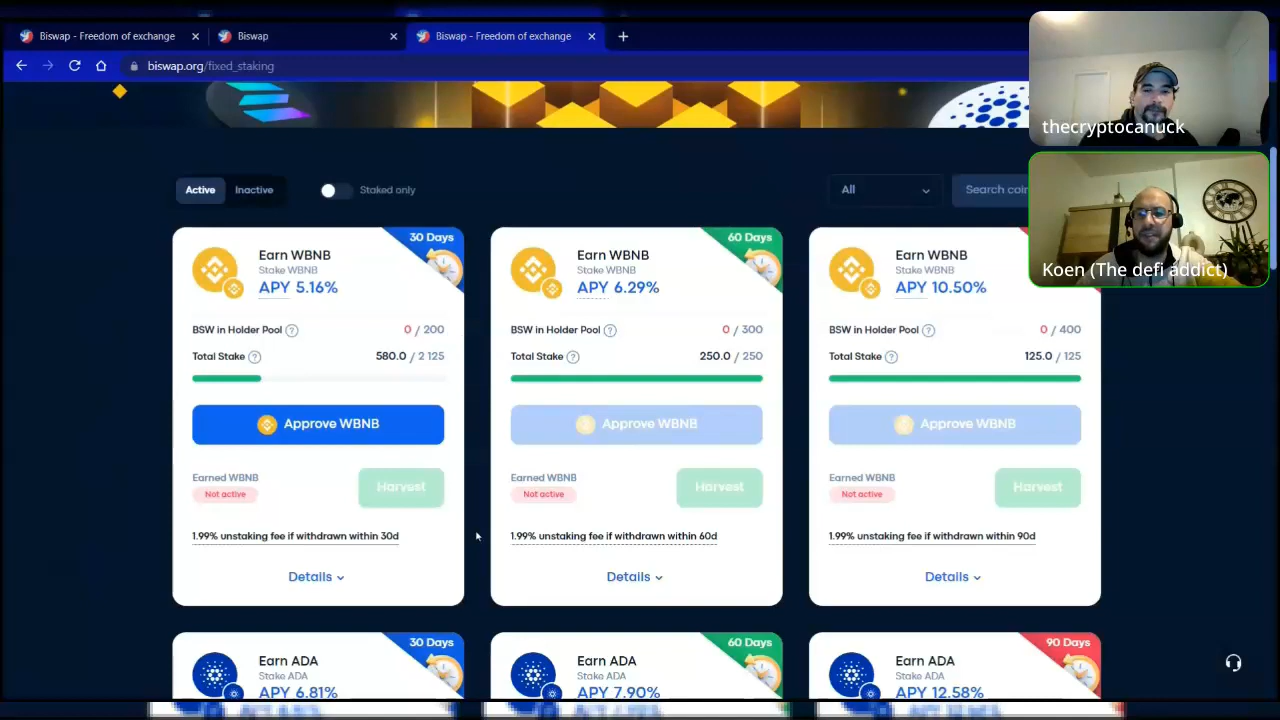 Biswap - Freedom of exchange
Biswap
Biswap - Freedom of exchange
biswap.org/fixed_staking
thecryptocanuck
Koen (The defi addict)
Active
Inactive
Staked only
All
Search coin
30 Days
Earn WBNB
Stake WBNB
APY 5.16%
BSW in Holder Pool ? 0 / 200
Total Stake ? 580.0 / 2 125
Approve WBNB
Earned WBNB
Not active
Harvest
1.99% unstaking fee if withdrawn within 30d
Details
60 Days
Earn WBNB
Stake WBNB
APY 6.29%
BSW in Holder Pool ? 0 / 300
Total Stake ? 250.0 / 250
Approve WBNB
Earned WBNB
Not active
Harvest
1.99% unstaking fee if withdrawn within 60d
Details
Earn WBNB
Stake WBNB
APY 10.50%
BSW in Holder Pool ? 0 / 400
Total Stake ? 125.0 / 125
Approve WBNB
Earned WBNB
Not active
Harvest
1.99% unstaking fee if withdrawn within 90d
Details
30 Days
Earn ADA
Stake ADA
APY 6.81%
60 Days
Earn ADA
Stake ADA
APY 7.90%
90 Days
Earn ADA
Stake ADA
APY 12.58%